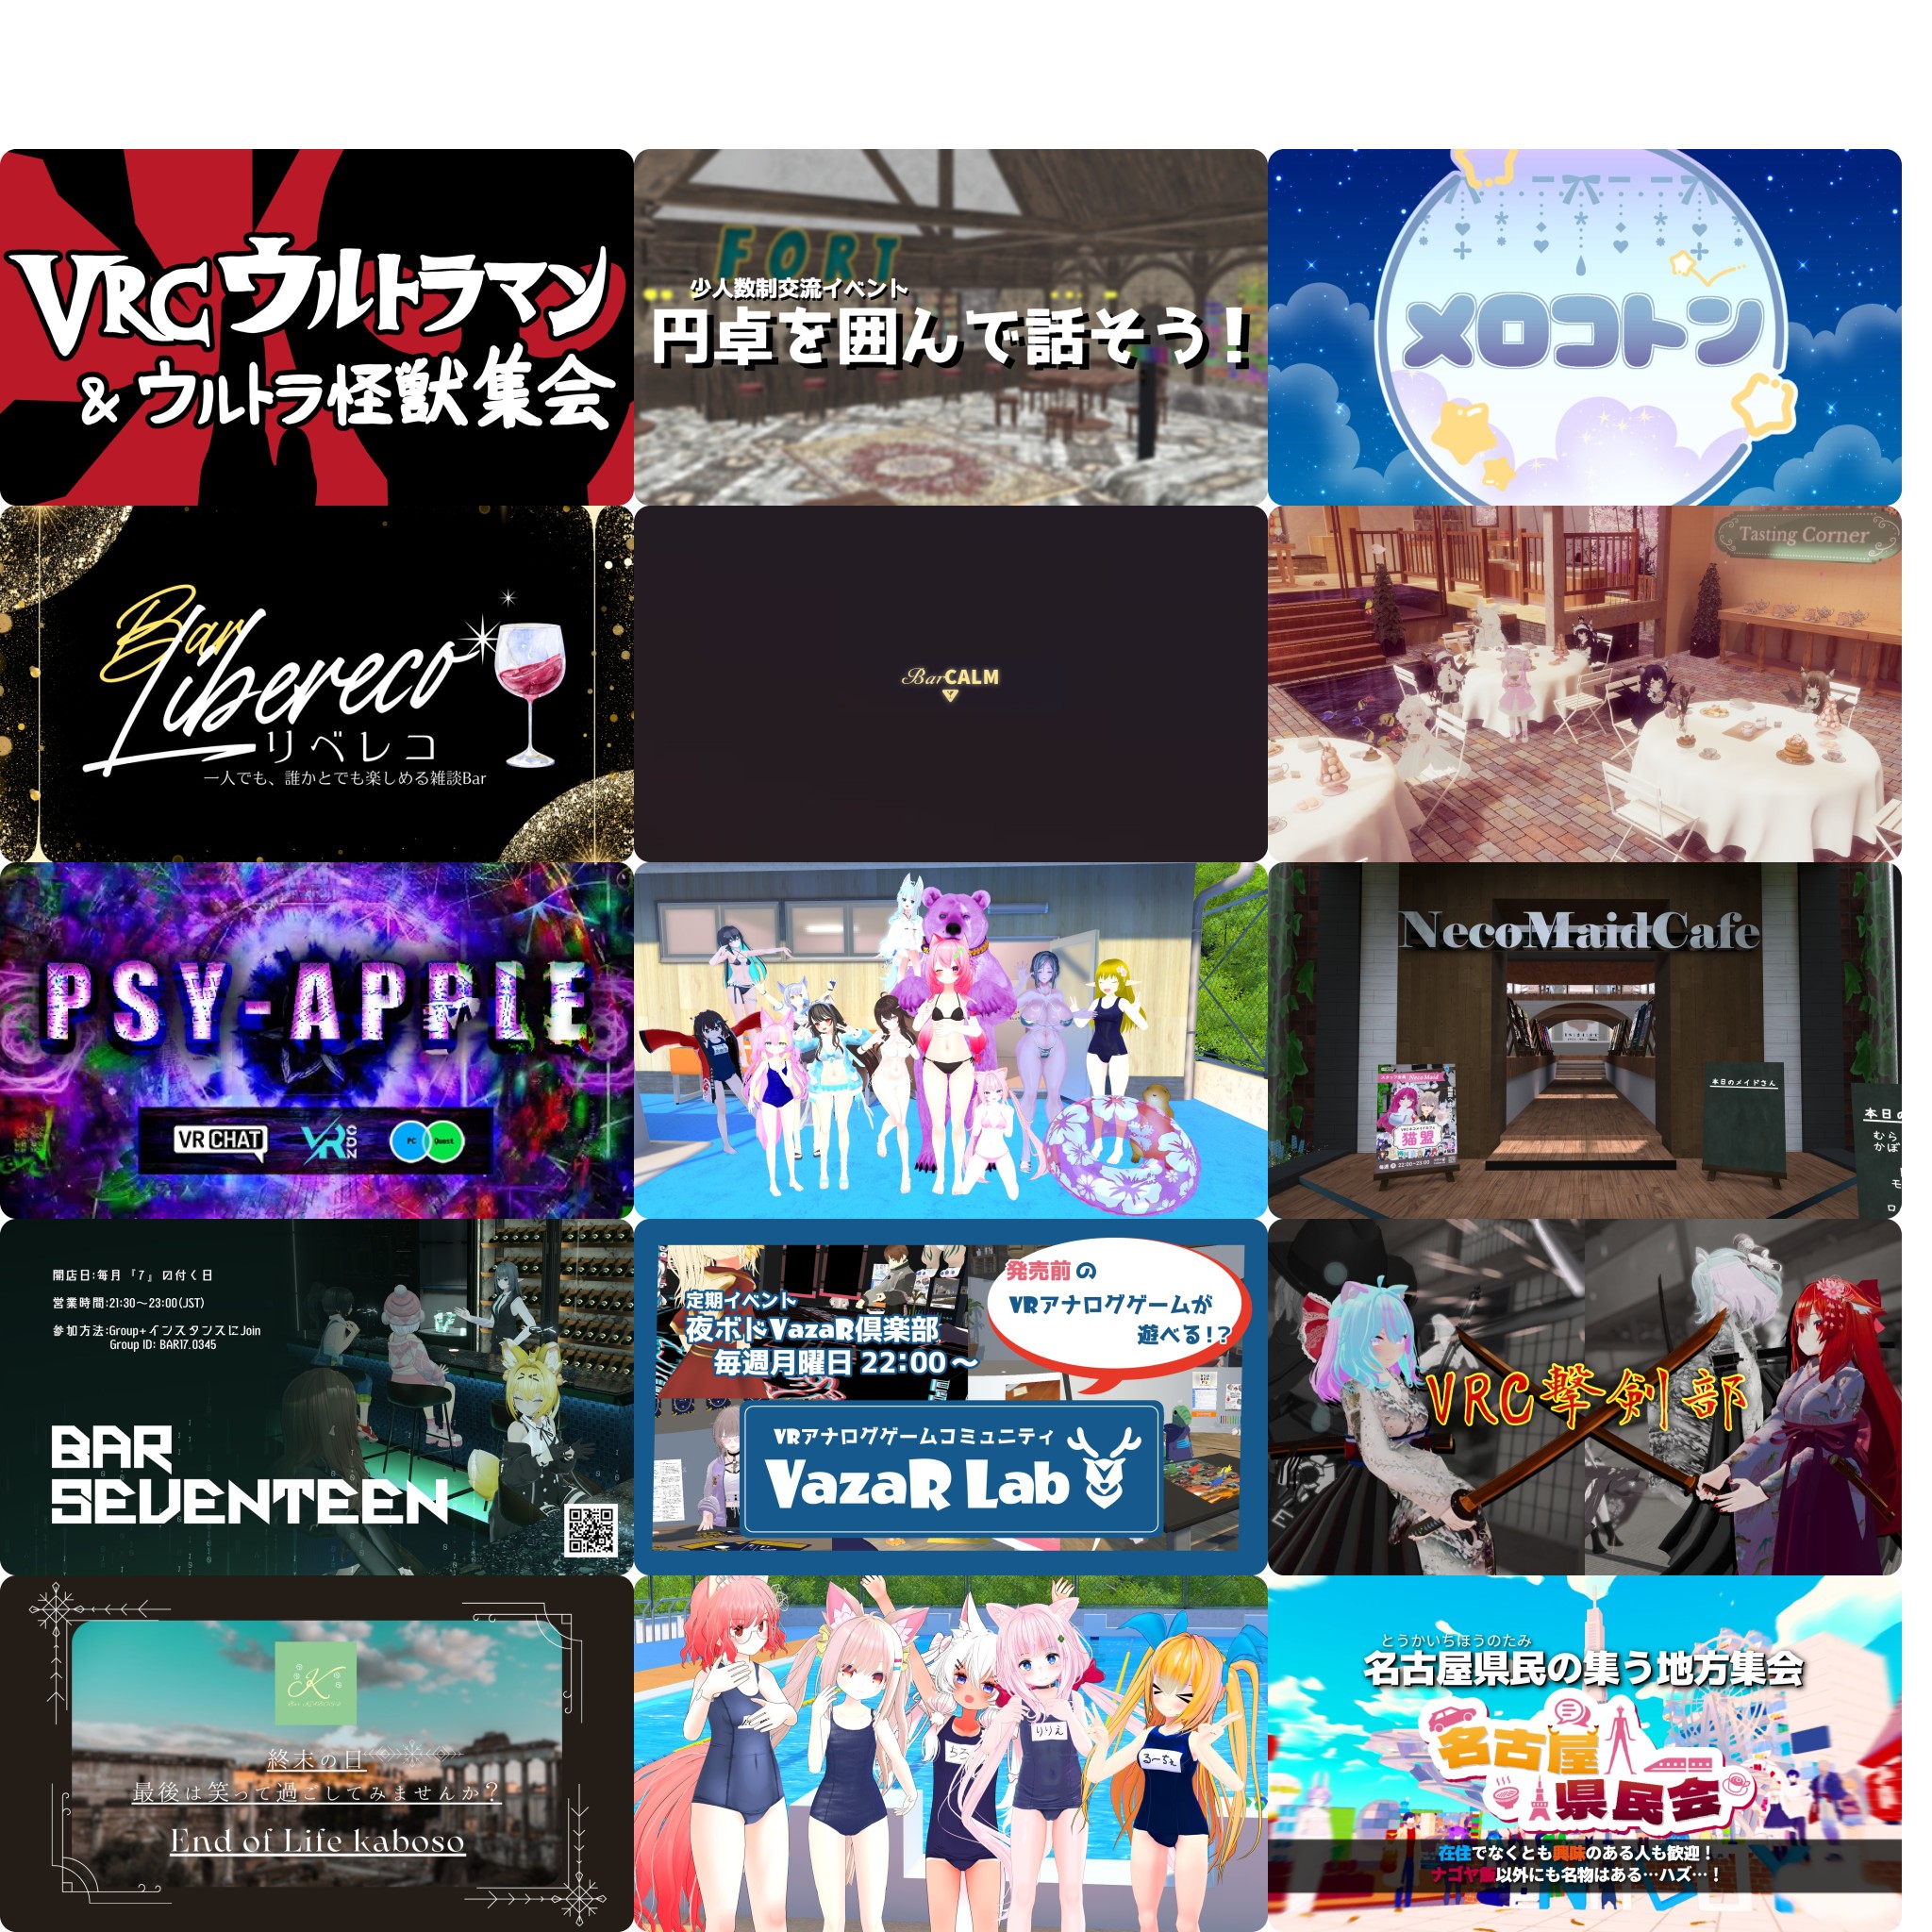 VRCウルトラマン
& ウルトラ怪獣集会
FORT
少人数制交流イベント
円卓を囲んで話そう!
メロコトン
Bar
Libereco
リベレコ
一人でも、誰かとでも楽しめる雑談Bar
BarCALM
Tasting Corner
PSY-APPLE
VRCHAT
PC
Quest
NecoMaidCafe
本日のメイドさん
猫盟
22:00~23:00
本日の
むら
かぼ
モ
ロ
開店日:毎月『7』の付く日
営業時間:21:30~23:00(JST)
参加方法:Group+インスタンスにJoin
Group ID: BAR17.0345
BAR
SEVENTEEN
発売前の
VRアナログゲームが
遊べる!?
定期イベント
夜ボドVazaR倶楽部
毎週月曜日 22:00~
VRアナログゲームコミュニティ
VazaR Lab
VRC撃剣部
K
終末の日
最後は笑って過ごしてみませんか?
End of Life kaboso
りりえ
るーちぇ
とうかいちほうのたみ
名古屋県民の集う地方集会
名古屋
県民会
在住でなくとも興味のある人も歓迎!
ナゴヤ飯以外にも名物はある…ハズ…!